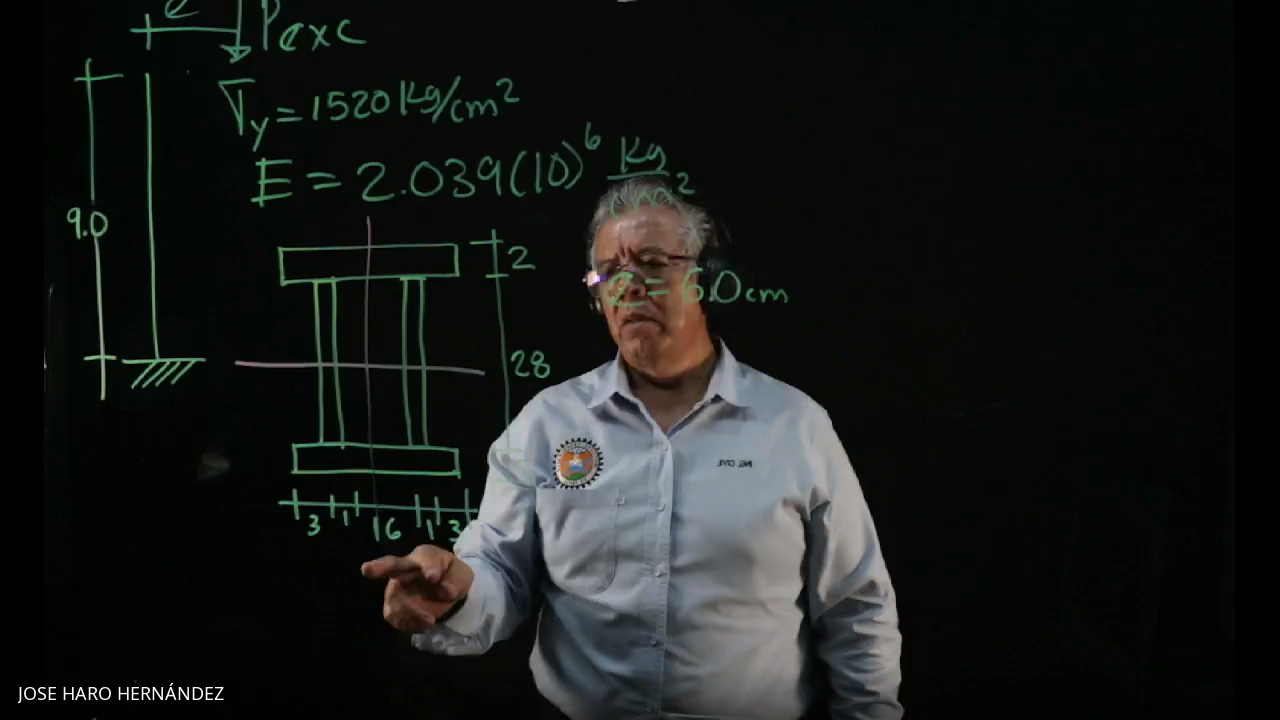 e
Pexc
σy = 1520 Kg/cm²
E = 2.039(10)⁶ Kg/cm²
9.0
2
e = 6.0 cm
28
3 1 16 1 3
JOSE HARO HERNÁNDEZ